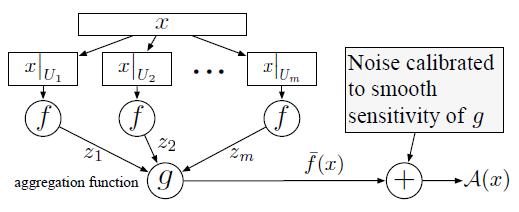 x
x|U1 x|U2 ... x|Um
Noise calibrated
to smooth
sensitivity of g
f f f
z1 z2 zm
aggregation function g f̄(x) + A(x)